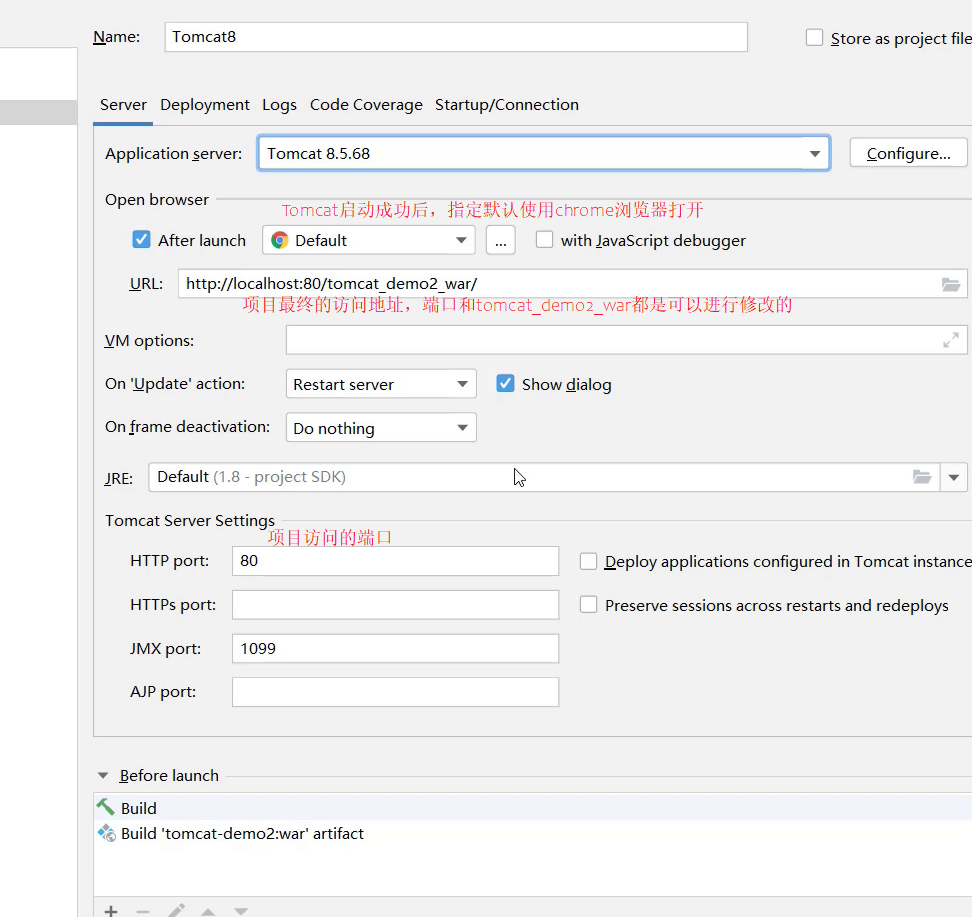 Name: Tomcat8 Store as project file
Server Deployment Logs Code Coverage Startup/Connection
Application server: Tomcat 8.5.68 Configure...
Open browser
Tomcat启动成功后，指定默认使用chrome浏览器打开
After launch Default ... with JavaScript debugger
URL: http://localhost:80/tomcat_demo2_war/
项目最终的访问地址，端口和tomcat_demo2_war都是可以进行修改的
VM options:
On 'Update' action: Restart server Show dialog
On frame deactivation: Do nothing
JRE: Default (1.8 - project SDK)
Tomcat Server Settings
项目访问的端口
HTTP port: 80 Deploy applications configured in Tomcat instance
HTTPs port: Preserve sessions across restarts and redeploys
JMX port: 1099
AJP port:
Before launch
Build
Build 'tomcat-demo2:war' artifact